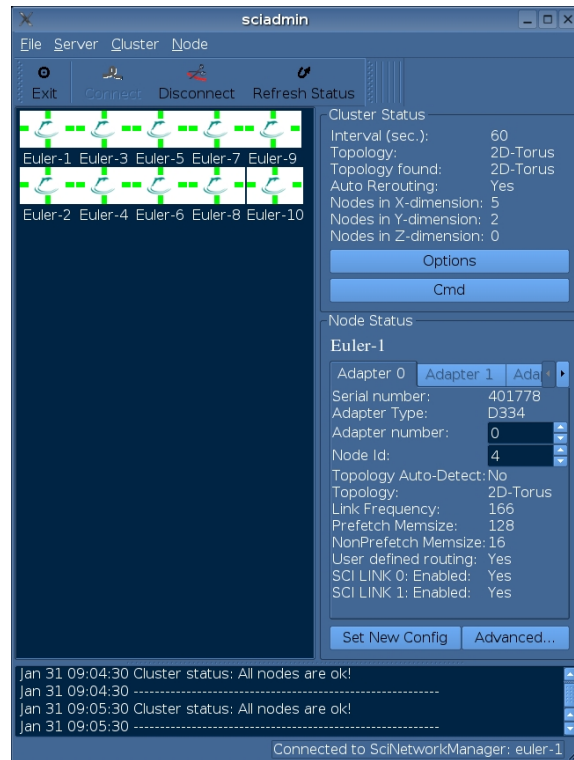 sciadmin
File Server Cluster Node
Exit Connect Disconnect Refresh Status
Euler-1 Euler-3 Euler-5 Euler-7 Euler-9
Euler-2 Euler-4 Euler-6 Euler-8 Euler-10
Cluster Status
Interval (sec.): 60
Topology: 2D-Torus
Topology found: 2D-Torus
Auto Rerouting: Yes
Nodes in X-dimension: 5
Nodes in Y-dimension: 2
Nodes in Z-dimension: 0
Options
Cmd
Node Status
Euler-1
Adapter 0 Adapter 1 Adap
Serial number: 401778
Adapter Type: D334
Adapter number: 0
Node Id: 4
Topology Auto-Detect: No
Topology: 2D-Torus
Link Frequency: 166
Prefetch Memsize: 128
NonPrefetch Memsize: 16
User defined routing: Yes
SCI LINK 0: Enabled: Yes
SCI LINK 1: Enabled: Yes
Set New Config Advanced...
Jan 31 09:04:30 Cluster status: All nodes are ok!
Jan 31 09:04:30 ----------------------------------------------------------
Jan 31 09:05:30 Cluster status: All nodes are ok!
Jan 31 09:05:30 ----------------------------------------------------------
Connected to SciNetworkManager: euler-1